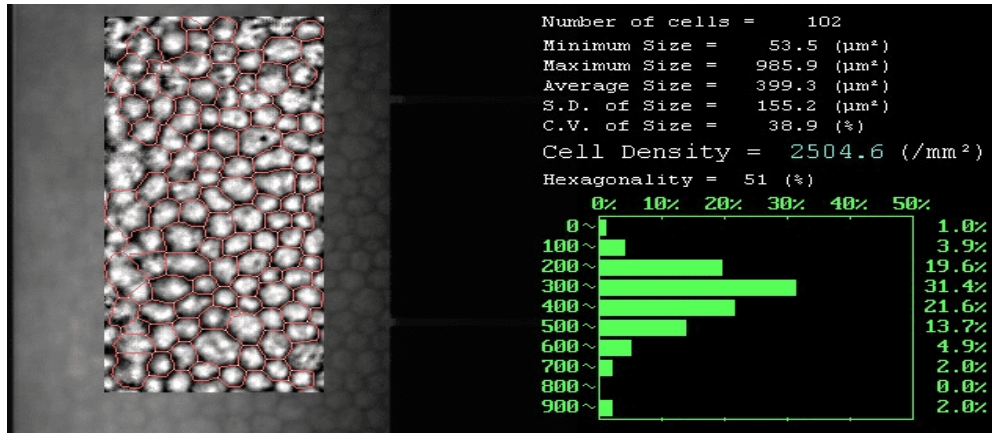 Number of cells = 102
Minimum Size = 53.5 (µm²)
Maximum Size = 985.9 (µm²)
Average Size = 399.3 (µm²)
S.D. of Size = 155.2 (µm²)
C.V. of Size = 38.9 (%)
Cell Density = 2504.6 (/mm²)
Hexagonality = 51 (%)
0% 10% 20% 30% 40% 50%
0~ 1.0%
100~ 3.9%
200~ 19.6%
300~ 31.4%
400~ 21.6%
500~ 13.7%
600~ 4.9%
700~ 2.0%
800~ 0.0%
900~ 2.0%